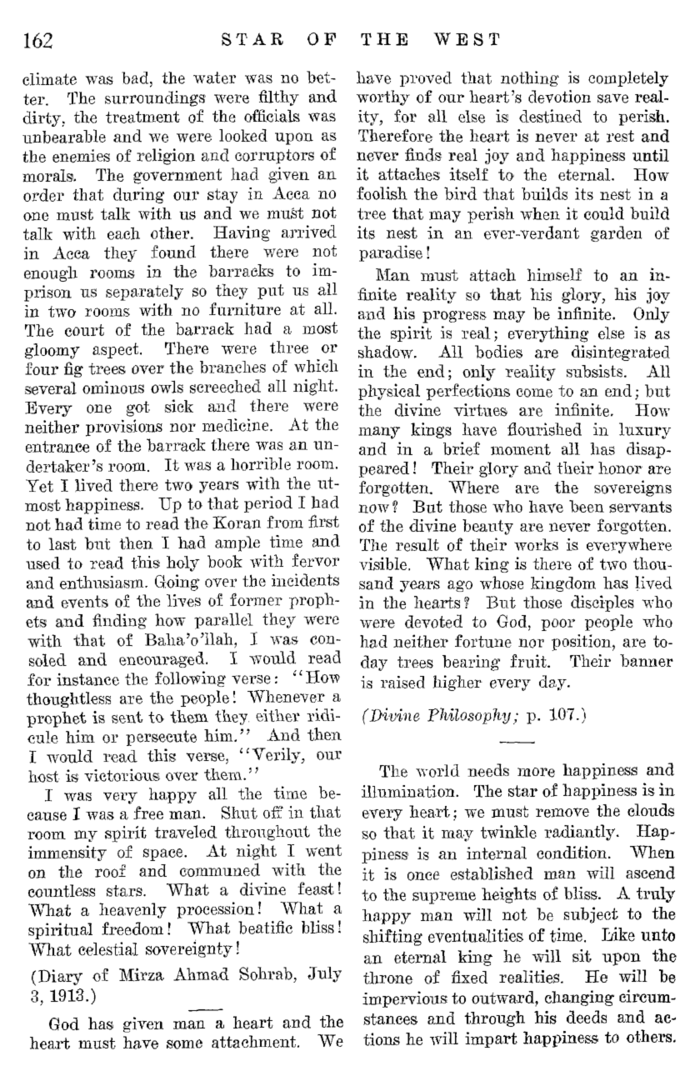 162 STAR OF THE WEST
climate was bad, the water was no bet-
ter. The surroundings were filthy and
dirty, the treatment of the officials was
unbearable and we were looked upon as
the enemies of religion and corruptors of
morals. The government had given an
order that during our stay in Acca no
one must talk with us and we must not
talk with each other. Having arrived
in Acca they found there were not
enough rooms in the barracks to im-
prison us separately so they put us all
in two rooms with no furniture at all.
The court of the barrack had a most
gloomy aspect. There were three or
four fig trees over the branches of which
several ominous owls screeched all night.
Every one got sick and there were
neither provisions nor medicine. At the
entrance of the barrack there was an un-
dertaker's room. It was a horrible room.
Yet I lived there two years with the ut-
most happiness. Up to that period I had
not had time to read the Koran from first
to last but then I had ample time and
used to read this holy book with fervor
and enthusiasm. Going over the incidents
and events of the lives of former proph-
ets and finding how parallel they were
with that of Baha'o'llah, I was con-
soled and encouraged. I would read
for instance the following verse: "How
thoughtless are the people! Whenever a
prophet is sent to them they either ridi-
cule him or persecute him." And then
I would read this verse, "Verily, our
host is victorious over them."
I was very happy all the time be-
cause I was a free man. Shut off in that
room my spirit traveled throughout the
immensity of space. At night I went
on the roof and communed with the
countless stars. What a divine feast!
What a heavenly procession! What a
spiritual freedom! What beatific bliss!
What celestial sovereignty!
(Diary of Mirza Ahmad Sohrab, July
3, 1913.)
God has given man a heart and the
heart must have some attachment. We
have proved that nothing is completely
worthy of our heart's devotion save real-
ity, for all else is destined to perish.
Therefore the heart is never at rest and
never finds real joy and happiness until
it attaches itself to the eternal. How
foolish the bird that builds its nest in a
tree that may perish when it could build
its nest in an ever-verdant garden of
paradise!
Man must attach himself to an in-
finite reality so that his glory, his joy
and his progress may be infinite. Only
the spirit is real; everything else is as
shadow. All bodies are disintegrated
in the end; only reality subsists. All
physical perfections come to an end; but
the divine virtues are infinite. How
many kings have flourished in luxury
and in a brief moment all has disap-
peared! Their glory and their honor are
forgotten. Where are the sovereigns
now? But those who have been servants
of the divine beauty are never forgotten.
The result of their works is everywhere
visible. What king is there of two thou-
sand years ago whose kingdom has lived
in the hearts? But those disciples who
were devoted to God, poor people who
had neither fortune nor position, are to-
day trees bearing fruit. Their banner
is raised higher every day.
(Divine Philosophy; p. 107.)
The world needs more happiness and
illumination. The star of happiness is in
every heart; we must remove the clouds
so that it may twinkle radiantly. Hap-
piness is an internal condition. When
it is once established man will ascend
to the supreme heights of bliss. A truly
happy man will not be subject to the
shifting eventualities of time. Like unto
an eternal king he will sit upon the
throne of fixed realities. He will be
impervious to outward, changing circum-
stances and through his deeds and ac-
tions he will impart happiness to others.